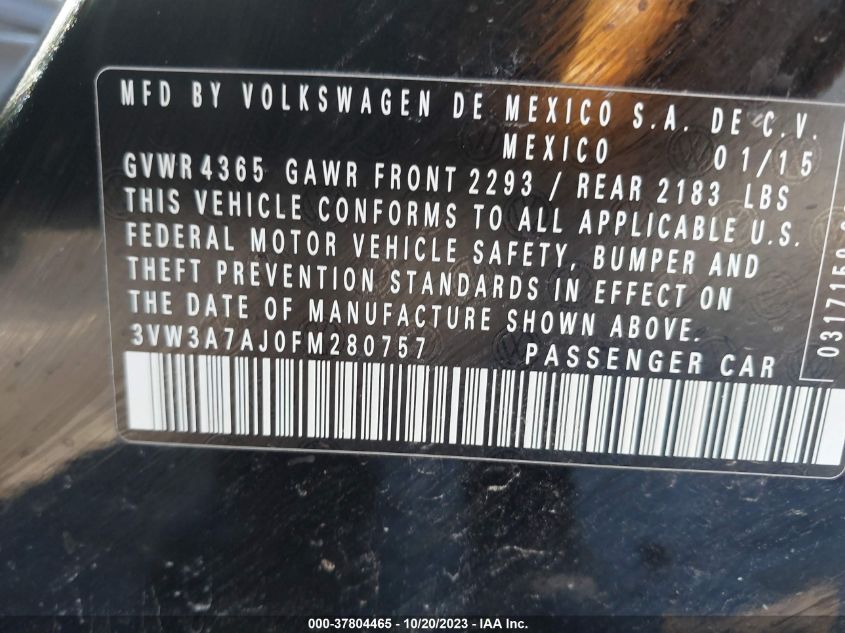 MFD BY VOLKSWAGEN DE MEXICO S.A. DE C.V.
MEXICO 01/15
GVWR 4365 GAWR FRONT 2293 / REAR 2183 LBS
THIS VEHICLE CONFORMS TO ALL APPLICABLE U.S.
FEDERAL MOTOR VEHICLE SAFETY, BUMPER AND
THEFT PREVENTION STANDARDS IN EFFECT ON
THE DATE OF MANUFACTURE SHOWN ABOVE.
3VW3A7AJ0FM280757 PASSENGER CAR
000-37804465 - 10/20/2023 - IAA Inc.